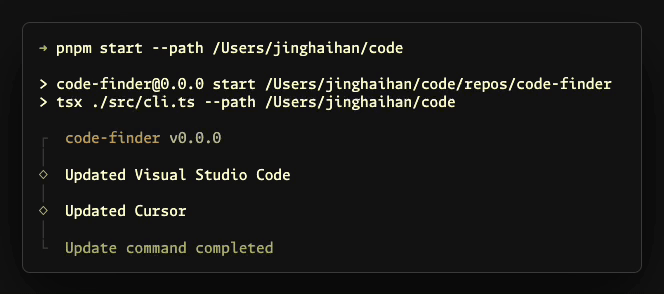 → pnpm start --path /Users/jinghaihan/code
> code-finder@0.0.0 start /Users/jinghaihan/code/repos/code-finder
> tsx ./src/cli.ts --path /Users/jinghaihan/code
code-finder v0.0.0
◇ Updated Visual Studio Code
◇ Updated Cursor
Update command completed